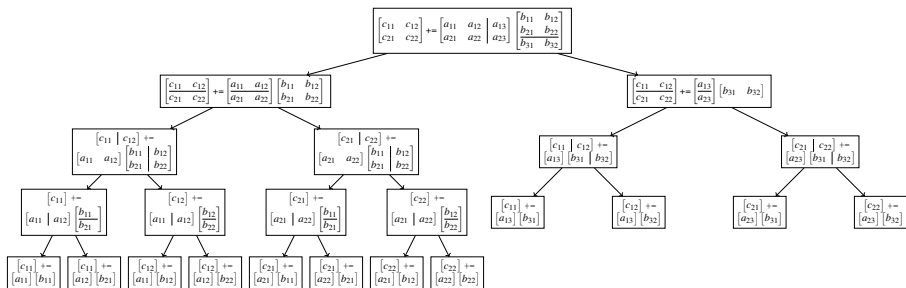 [c11 c12; c21 c22] += [a11 a12 | a13; a21 a22 | a23] [b11 b12; b21 b22; b31 b32]
[c11 c12; c21 c22] += [a11 a12; a21 a22] [b11 b12; b21 b22]
[c11 c12; c21 c22] += [a13; a23] [b31 b32]
[c11 | c12] +=
[a11 a12] [b11 | b12; b21 | b22]
[c21 | c22] +=
[a21 a22] [b11 | b12; b21 | b22]
[c11 | c12] +=
[a13] [b31 | b32]
[c21 | c22] +=
[a23] [b31 | b32]
[c11] +=
[a11 | a12] [b11; b21]
[c12] +=
[a11 | a12] [b12; b22]
[c21] +=
[a21 | a22] [b11; b21]
[c22] +=
[a21 | a22] [b12; b22]
[c11] +=
[a13] [b31]
[c12] +=
[a13] [b32]
[c21] +=
[a23] [b31]
[c22] +=
[a23] [b32]
[c11] +=
[a11] [b11]
[c11] +=
[a12] [b21]
[c12] +=
[a11] [b12]
[c12] +=
[a12] [b22]
[c21] +=
[a21] [b11]
[c21] +=
[a22] [b21]
[c22] +=
[a21] [b12]
[c22] +=
[a22] [b22]